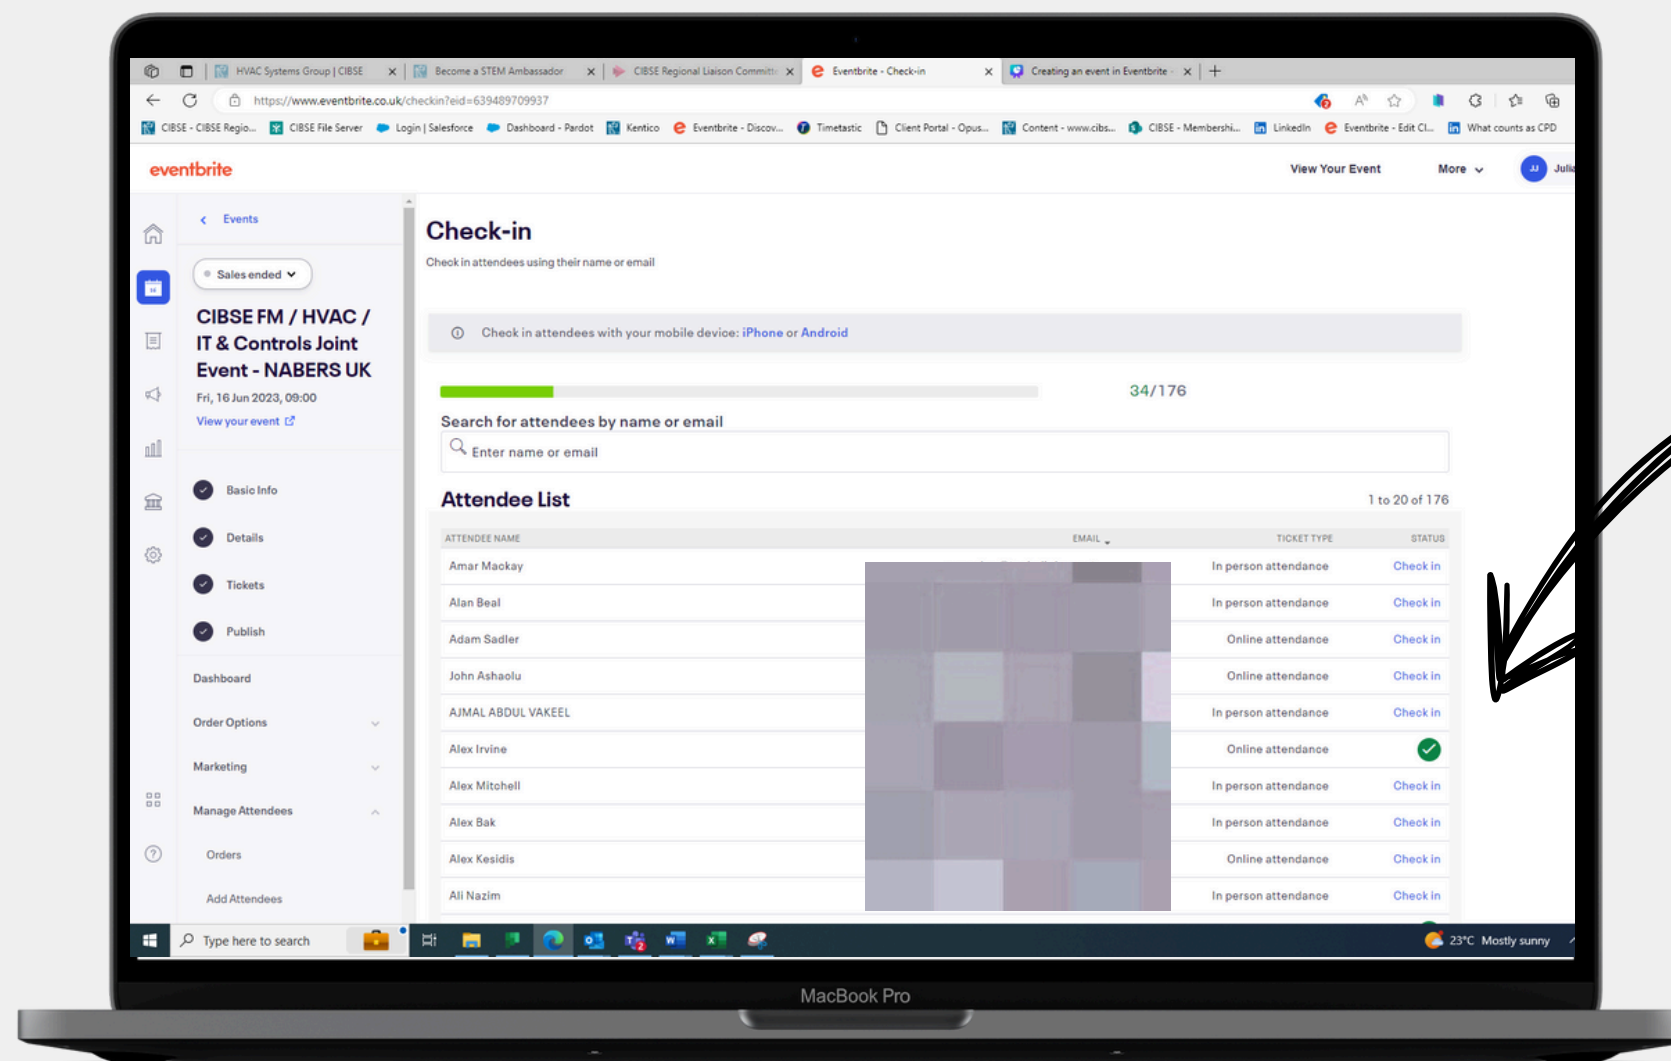 HVAC Systems Group | CIBSE
Become a STEM Ambassador
CIBSE Regional Liaison Committ
Eventbrite - Check-in
Creating an event in Eventbrite -
https://www.eventbrite.co.uk/checkin?eid=639489709937
CIBSE - CIBSE Regio... CIBSE File Server Login | Salesforce Dashboard - Pardot Kentico Eventbrite - Discov... Timetastic Client Portal - Opus... Content - www.cibs... CIBSE - Membershi... LinkedIn Eventbrite - Edit Cl... What counts as CPD
eventbrite
View Your Event
More
JJ
Julia
Events
Sales ended
CIBSE FM / HVAC /
IT & Controls Joint
Event - NABERS UK
Fri, 16 Jun 2023, 09:00
View your event
Basic Info
Details
Tickets
Publish
Dashboard
Order Options
Marketing
Manage Attendees
Orders
Add Attendees
Check-in
Check in attendees using their name or email
Check in attendees with your mobile device: iPhone or Android
34/176
Search for attendees by name or email
Enter name or email
Attendee List
1 to 20 of 176
ATTENDEE NAME EMAIL TICKET TYPE STATUS
Amar Mackay In person attendance Check in
Alan Beal In person attendance Check in
Adam Sadler Online attendance Check in
John Ashaolu Online attendance Check in
AJMAL ABDUL VAKEEL In person attendance Check in
Alex Irvine Online attendance
Alex Mitchell In person attendance Check in
Alex Bak In person attendance Check in
Alex Kesidis Online attendance Check in
Ali Nazim In person attendance Check in
Type here to search
23°C Mostly sunny
MacBook Pro